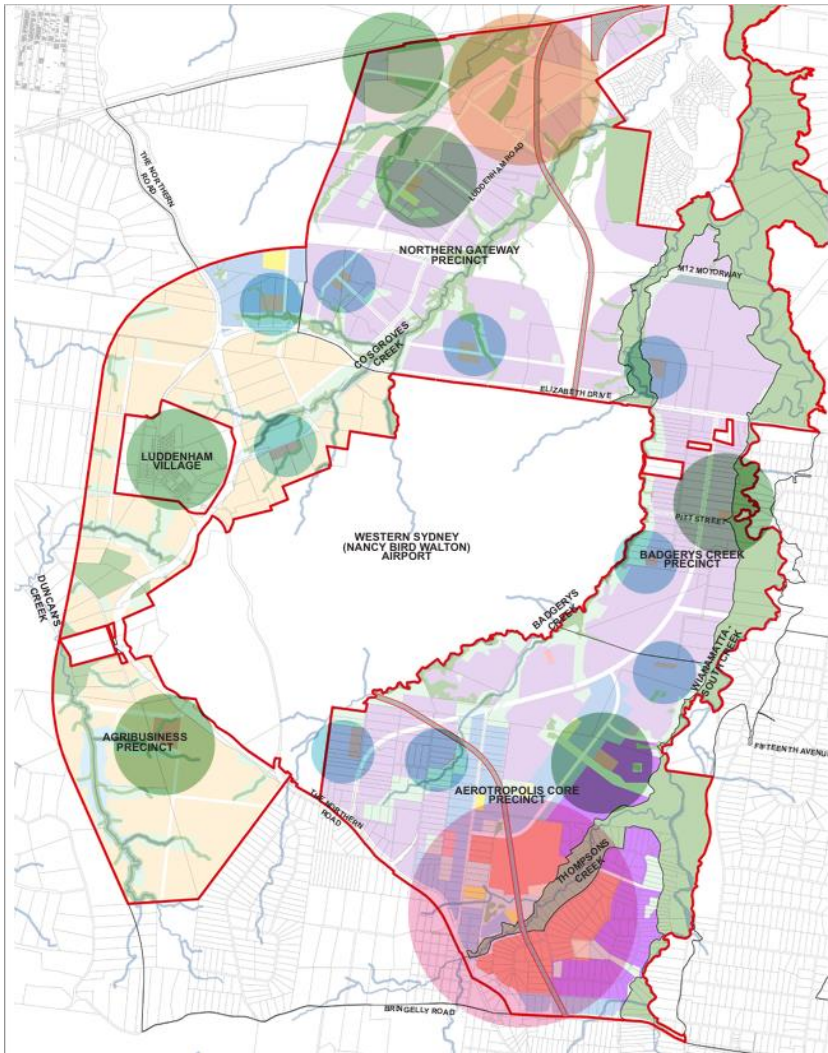 THE NORTHERN
ROAD
LUDDENHAM ROAD
NORTHERN GATEWAY
PRECINCT
M12 MOTORWAY
COSGROVES
CREEK
ELIZABETH DRIVE
LUDDENHAM
VILLAGE
PITT STREET
WESTERN SYDNEY
(NANCY BIRD WALTON)
AIRPORT
BADGERYS CREEK
PRECINCT
DUNCAN'S
CREEK
BADGERYS
CREEK
WIANAMATTA-
SOUTH CREEK
AGRIBUSINESS
PRECINCT
FIFTEENTH AVENUE
AEROTROPOLIS CORE
PRECINCT
THE NORTHERN
ROAD
THOMPSONS
CREEK
BRINGELLY ROAD